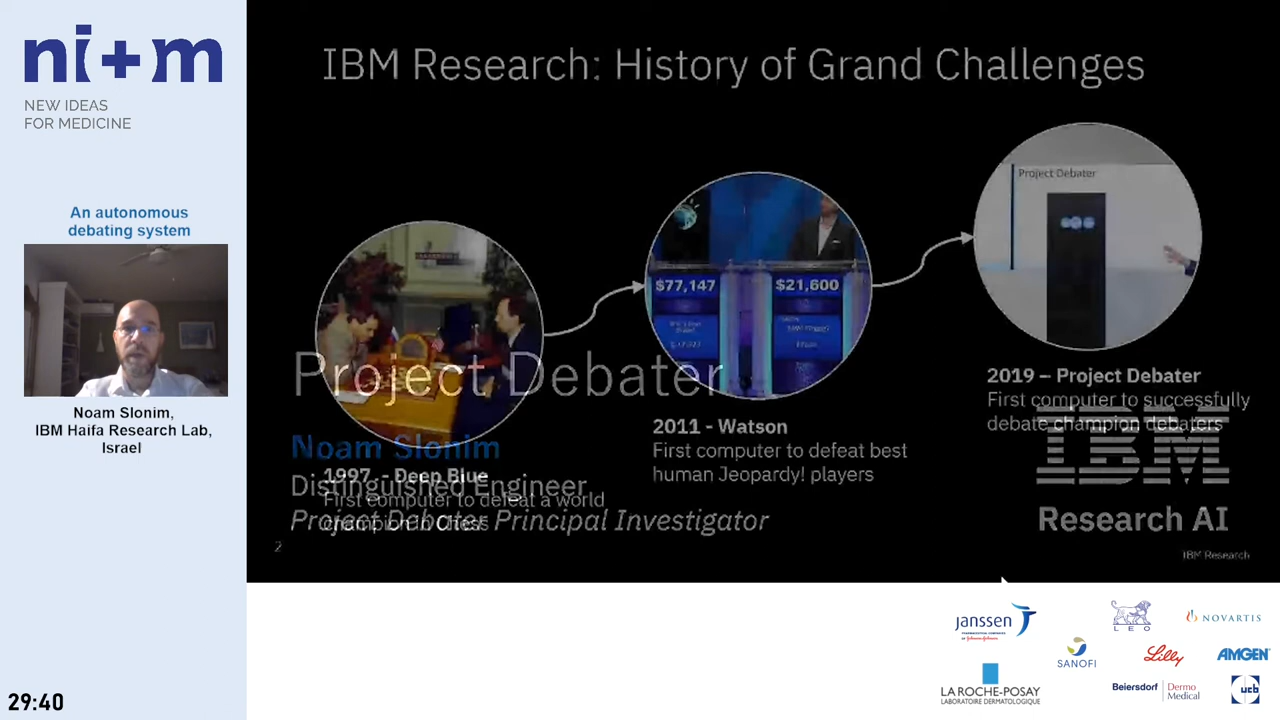 ni+m
NEW IDEAS
FOR MEDICINE
An autonomous
debating system
Noam Slonim,
IBM Haifa Research Lab,
Israel
29:40
IBM Research: History of Grand Challenges
Project Debater
$77,147
$21,600
2019 – Project Debater
First computer to successfully
debate champion debaters
2011 - Watson
First computer to defeat best
human Jeopardy! players
1997 - Deep Blue
First computer to defeat a world
champion in Chess
Project Debater
Noam Slonim
Distinguished Engineer
Project Debater Principal Investigator
IBM
Research AI
2
IBM Research
janssen
LEO
NOVARTIS
SANOFI
Lilly
AMGEN
LA ROCHE-POSAY
LABORATOIRE DERMATOLOGIQUE
Beiersdorf
Dermo
Medical
ucb